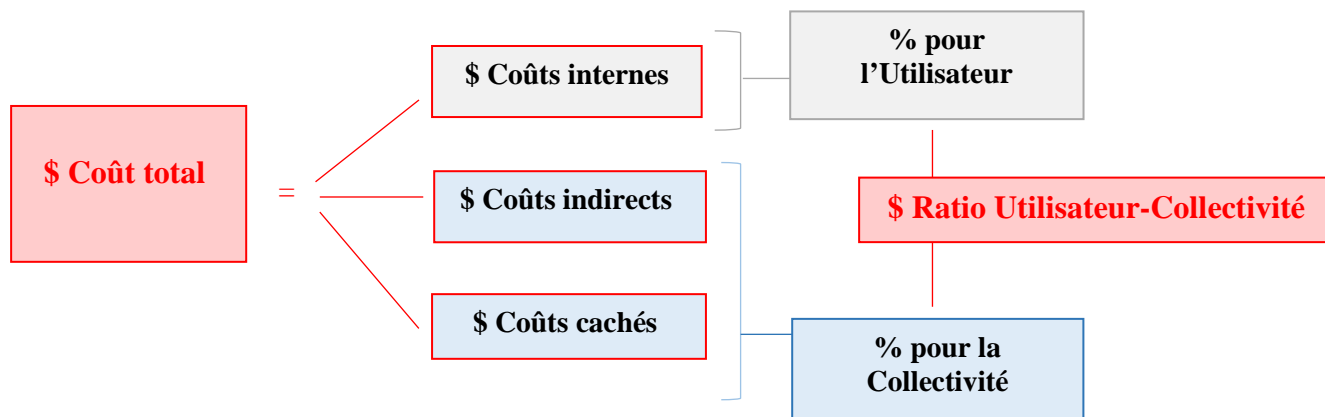 $ Coût total
=
$ Coûts internes
$ Coûts indirects
$ Coûts cachés
% pour
l’Utilisateur
$ Ratio Utilisateur-Collectivité
% pour la
Collectivité